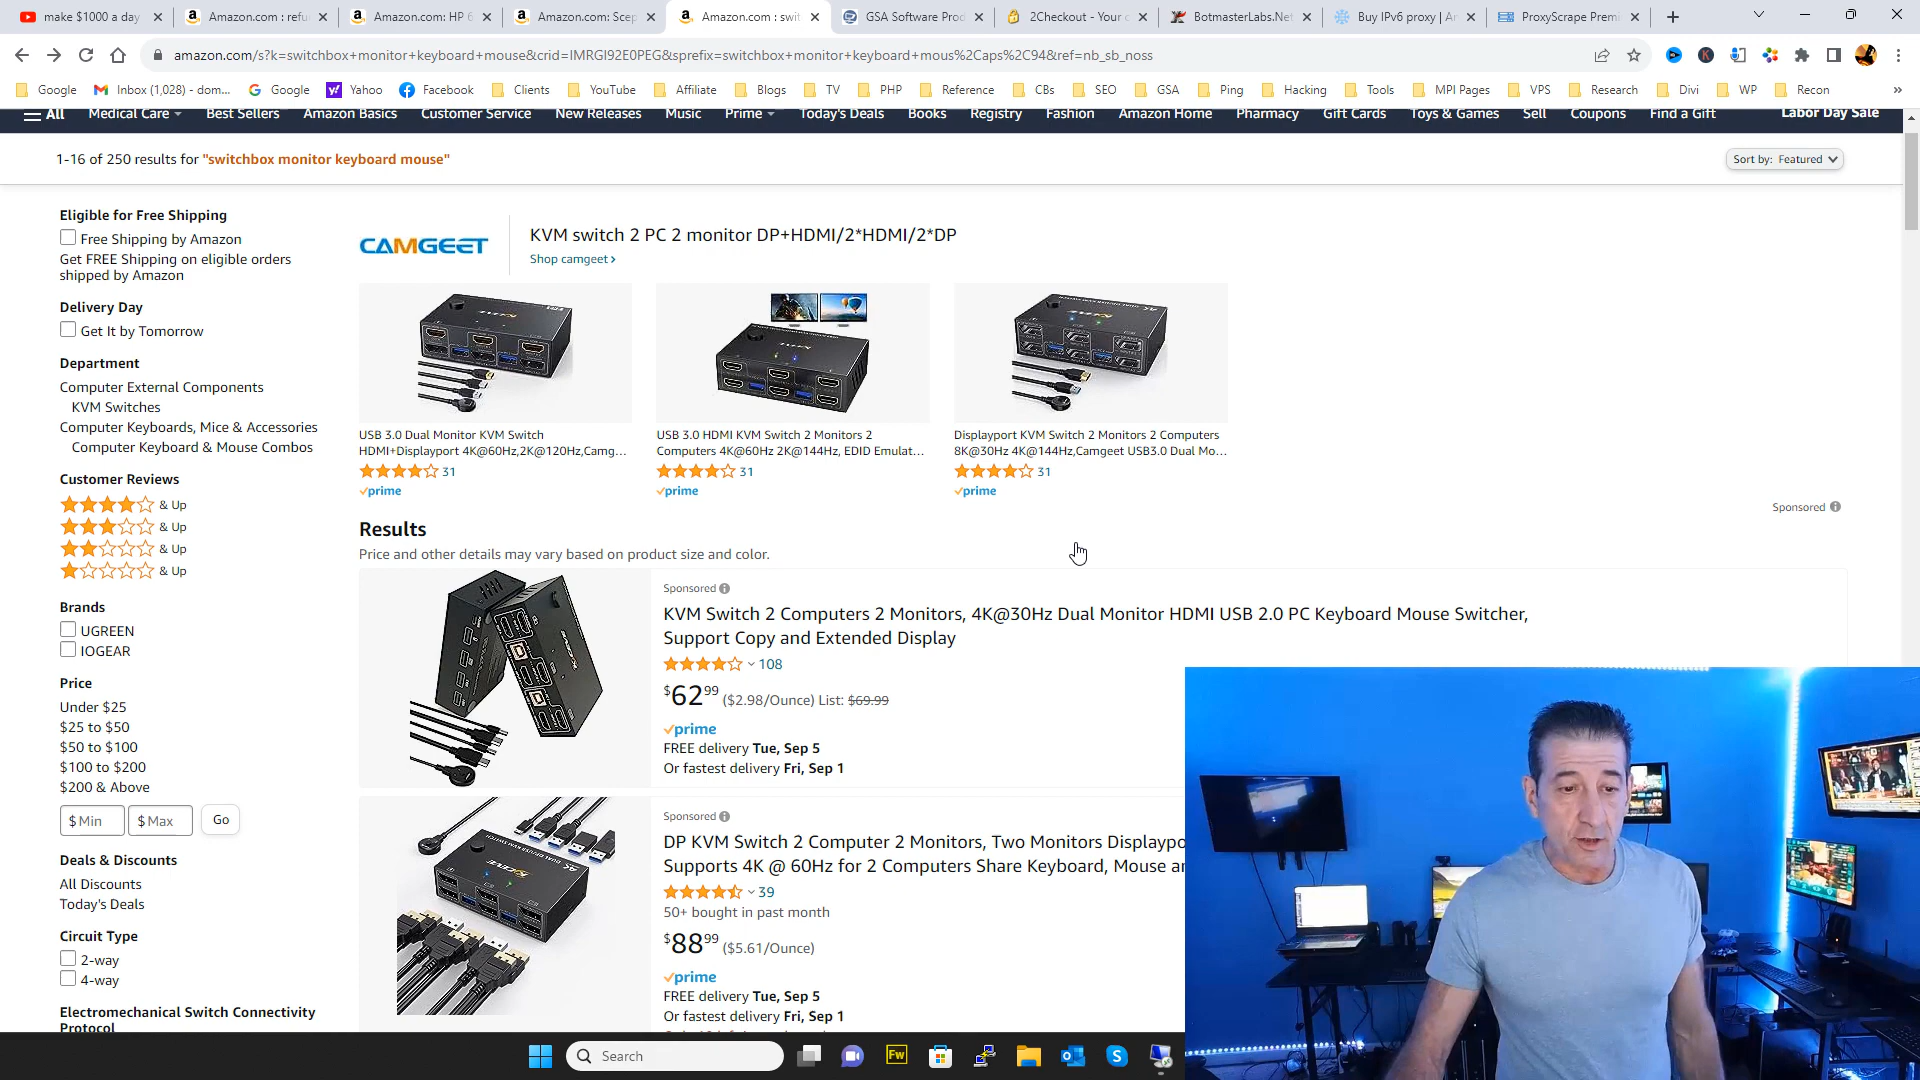 make $1000 a day
Amazon.com : refu
Amazon.com: HP 6
Amazon.com: Scep
Amazon.com : swit
GSA Software Prod
2Checkout - Your c
BotmasterLabs.Net
Buy IPv6 proxy | Ar
ProxyScrape Premi
amazon.com/s?k=switchbox+monitor+keyboard+mouse&crid=IMRGI92E0PEG&sprefix=switchbox+monitor+keyboard+mous%2Caps%2C94&ref=nb_sb_noss
Google
Inbox (1,028) - dom...
Google
Yahoo
Facebook
Clients
YouTube
Affiliate
Blogs
TV
PHP
Reference
CBs
SEO
GSA
Ping
Hacking
Tools
MPI Pages
VPS
Research
Divi
WP
Recon
All
Medical Care
Best Sellers
Amazon Basics
Customer Service
New Releases
Music
Prime
Today's Deals
Books
Registry
Fashion
Amazon Home
Pharmacy
Gift Cards
Toys & Games
Sell
Coupons
Find a Gift
Labor Day Sale
1-16 of 250 results for "switchbox monitor keyboard mouse"
Sort by: Featured
Eligible for Free Shipping
Free Shipping by Amazon
Get FREE Shipping on eligible orders
shipped by Amazon
Delivery Day
Get It by Tomorrow
Department
Computer External Components
KVM Switches
Computer Keyboards, Mice & Accessories
Computer Keyboard & Mouse Combos
Customer Reviews
& Up
& Up
& Up
& Up
Brands
UGREEN
IOGEAR
Price
Under $25
$25 to $50
$50 to $100
$100 to $200
$200 & Above
$ Min
$ Max
Go
Deals & Discounts
All Discounts
Today's Deals
Circuit Type
2-way
4-way
Electromechanical Switch Connectivity
Protocol
CAMGEET
KVM switch 2 PC 2 monitor DP+HDMI/2*HDMI/2*DP
Shop camgeet ›
USB 3.0 Dual Monitor KVM Switch
HDMI+Displayport 4K@60Hz,2K@120Hz,Camg...
31
prime
USB 3.0 HDMI KVM Switch 2 Monitors 2
Computers 4K@60Hz 2K@144Hz, EDID Emulat...
31
prime
Displayport KVM Switch 2 Monitors 2 Computers
8K@30Hz 4K@144Hz,Camgeet USB3.0 Dual Mo...
31
prime
Sponsored
Results
Price and other details may vary based on product size and color.
Sponsored
KVM Switch 2 Computers 2 Monitors, 4K@30Hz Dual Monitor HDMI USB 2.0 PC Keyboard Mouse Switcher,
Support Copy and Extended Display
108
$62 99 ($2.98/Ounce) List: $69.99
prime
FREE delivery Tue, Sep 5
Or fastest delivery Fri, Sep 1
Sponsored
DP KVM Switch 2 Computer 2 Monitors, Two Monitors Displaypo
Supports 4K @ 60Hz for 2 Computers Share Keyboard, Mouse an
39
50+ bought in past month
$88 99 ($5.61/Ounce)
prime
FREE delivery Tue, Sep 5
Or fastest delivery Fri, Sep 1
Search
Fw